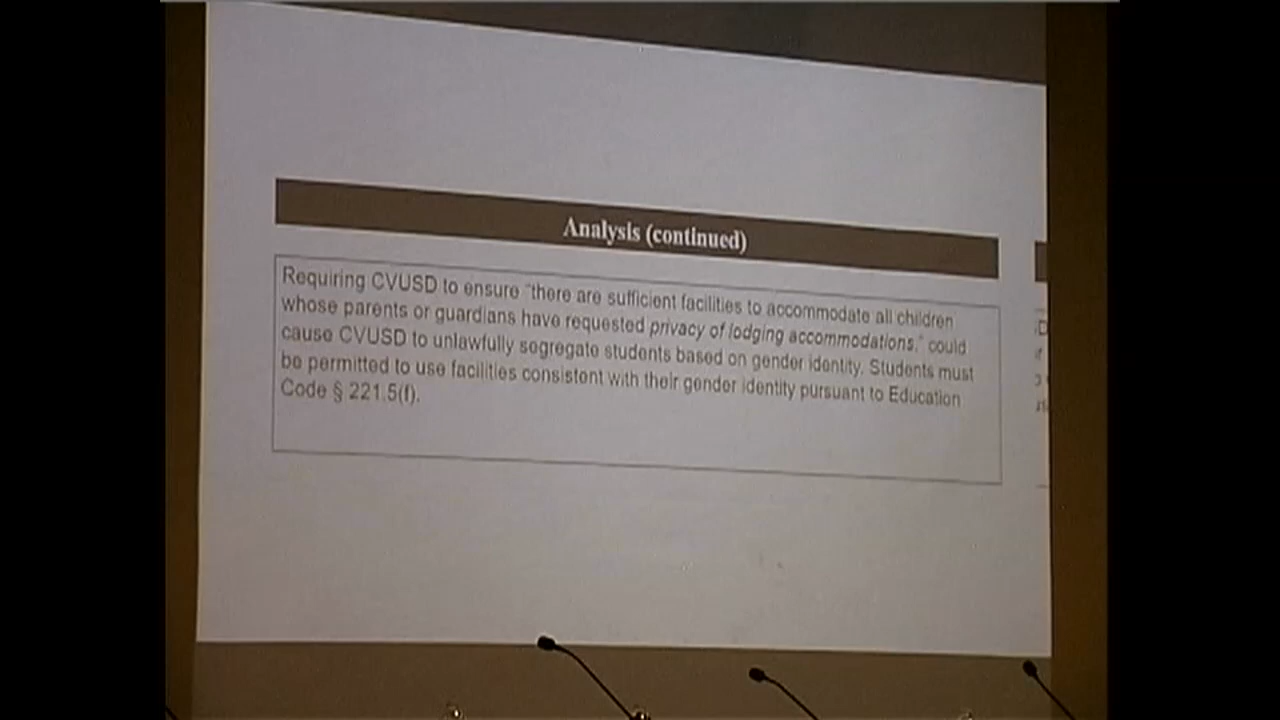 Analysis (continued)
Requiring CVUSD to ensure "there are sufficient facilities to accommodate all children
whose parents or guardians have requested privacy of lodging accommodations," could
cause CVUSD to unlawfully segregate students based on gender identity. Students must
be permitted to use facilities consistent with their gender identity pursuant to Education
Code § 221.5(f).